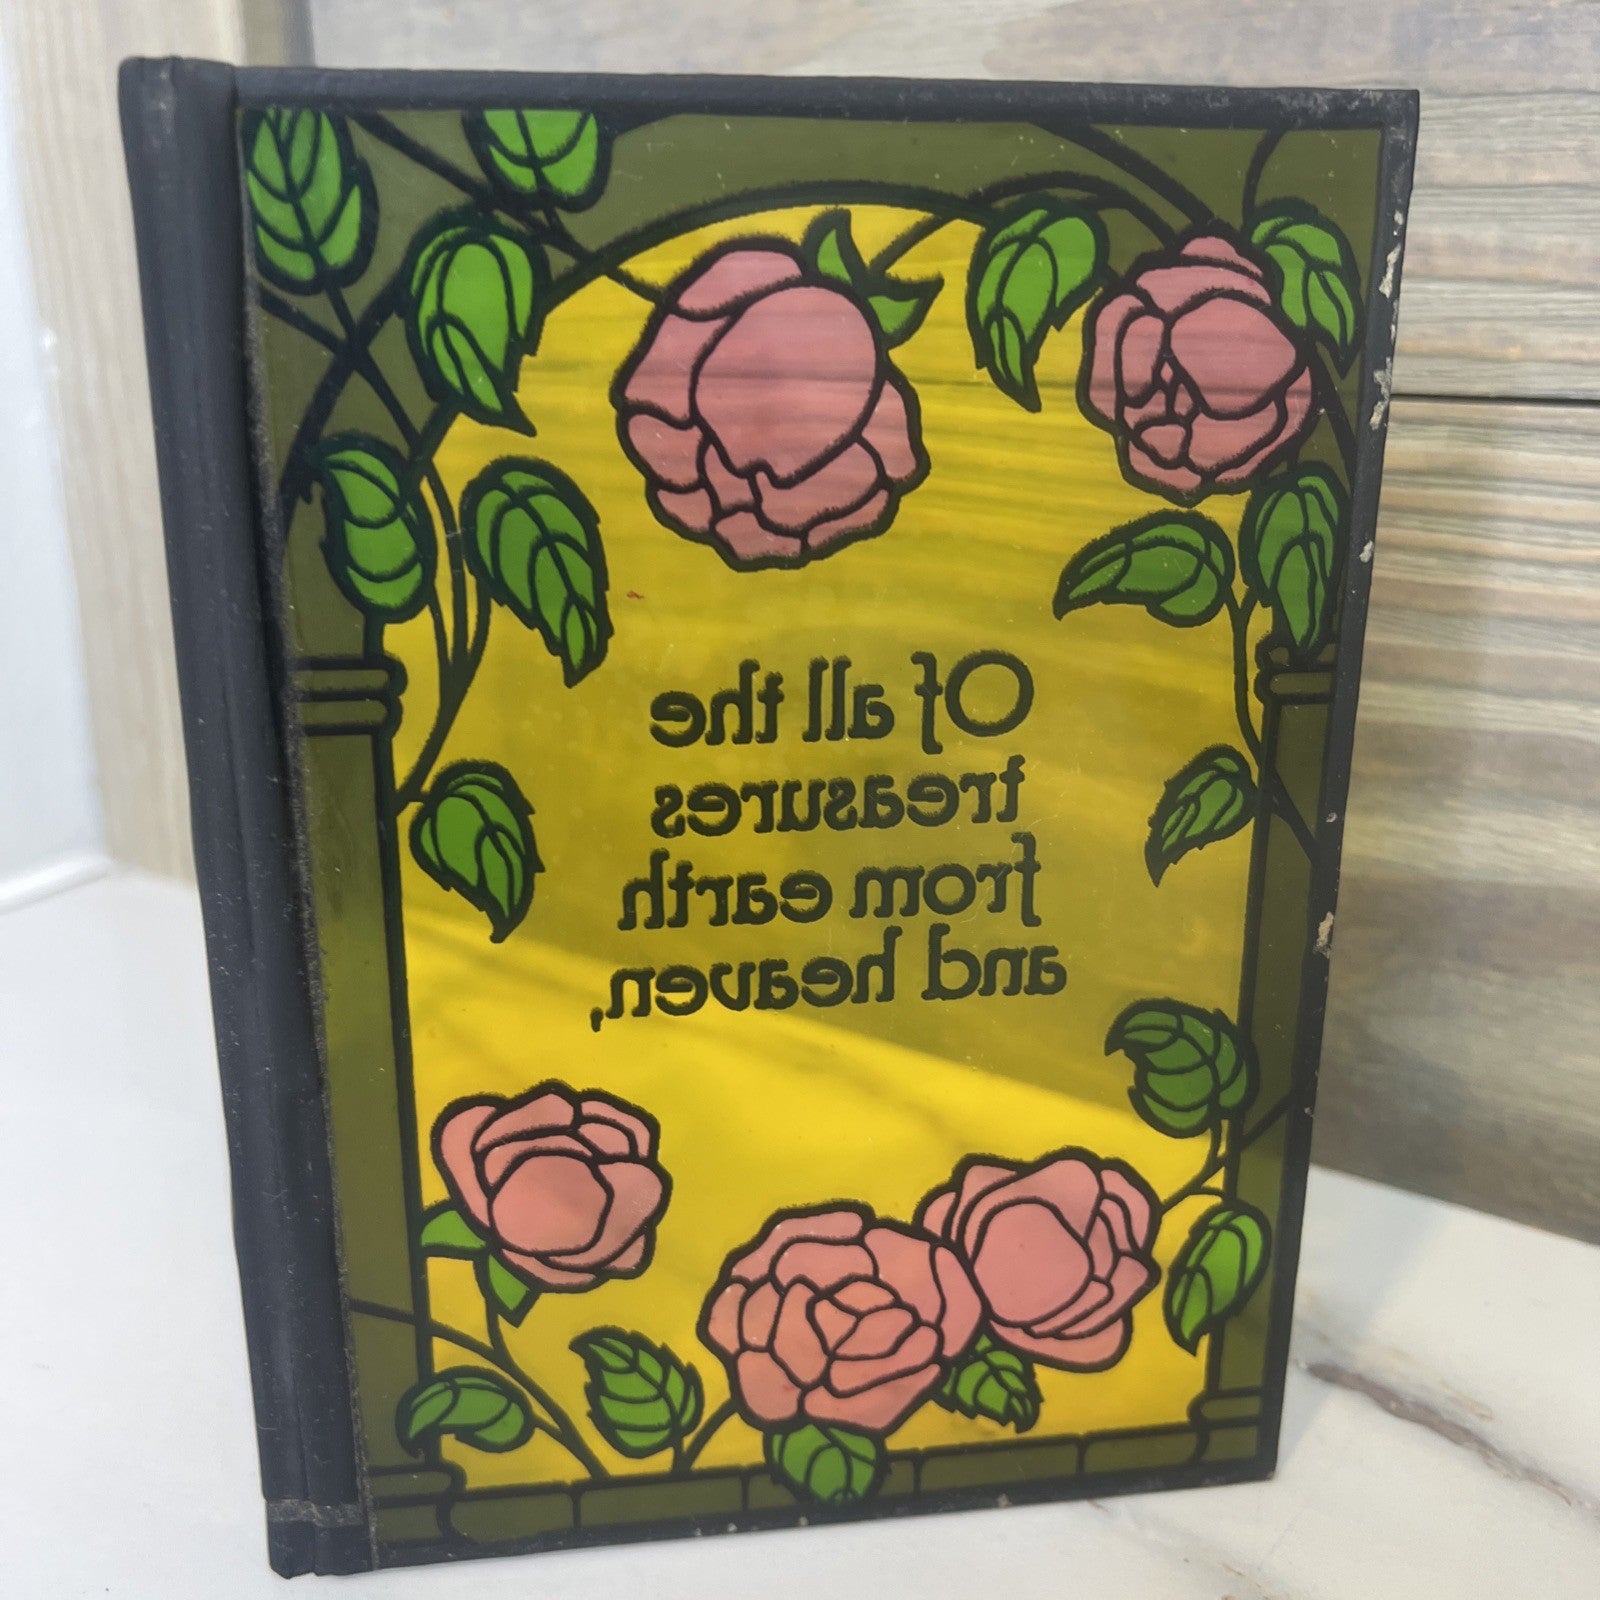 Of all the
treasures
from earth
and heaven,